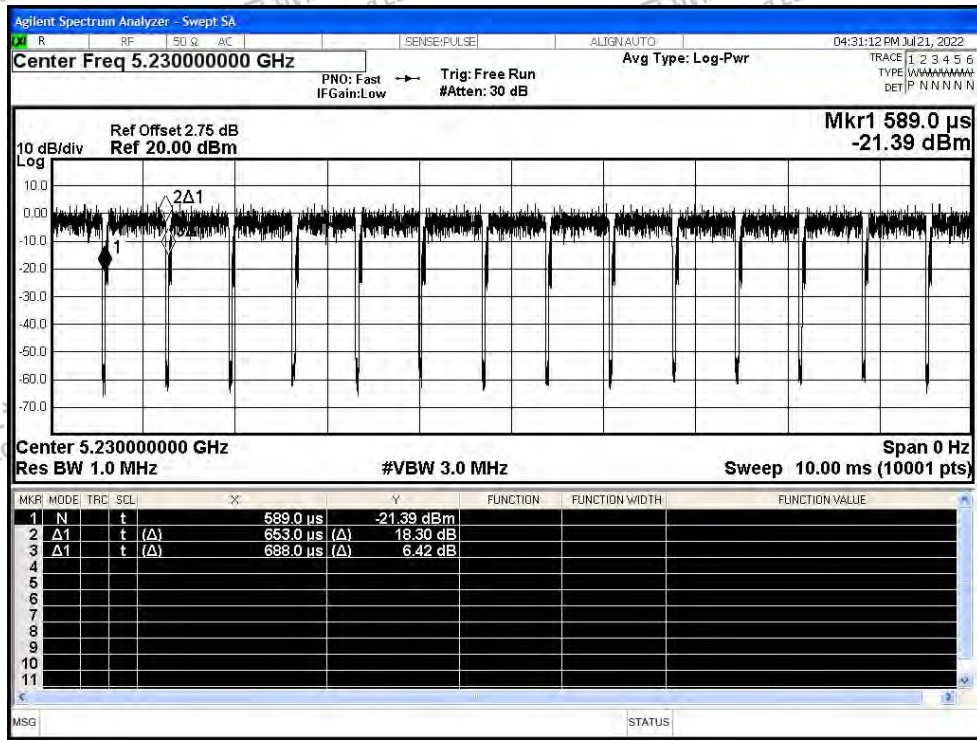 Agilent Spectrum Analyzer - Swept SA
LXI R RF 50 Ω AC SENSE:PULSE ALIGN AUTO 04:31:12 PM Jul 21, 2022
Center Freq 5.230000000 GHz Avg Type: Log-Pwr TRACE 1 2 3 4 5 6
PNO: Fast Trig: Free Run TYPE WWWWWW
IFGain:Low #Atten: 30 dB DET P N N N N N
Mkr1 589.0 µs
Ref Offset 2.75 dB
10 dB/div Ref 20.00 dBm -21.39 dBm
Log
10.0
2Δ1
0.00
-10.0
1
-20.0
-30.0
-40.0
-50.0
-60.0
-70.0
Center 5.230000000 GHz Span 0 Hz
Res BW 1.0 MHz #VBW 3.0 MHz Sweep 10.00 ms (10001 pts)
MKR MODE TRC SCL X Y FUNCTION FUNCTION WIDTH FUNCTION VALUE
1 N t 589.0 µs -21.39 dBm
2 Δ1 t (Δ) 653.0 µs (Δ) 18.30 dB
3 Δ1 t (Δ) 688.0 µs (Δ) 6.42 dB
4
5
6
7
8
9
10
11
MSG STATUS